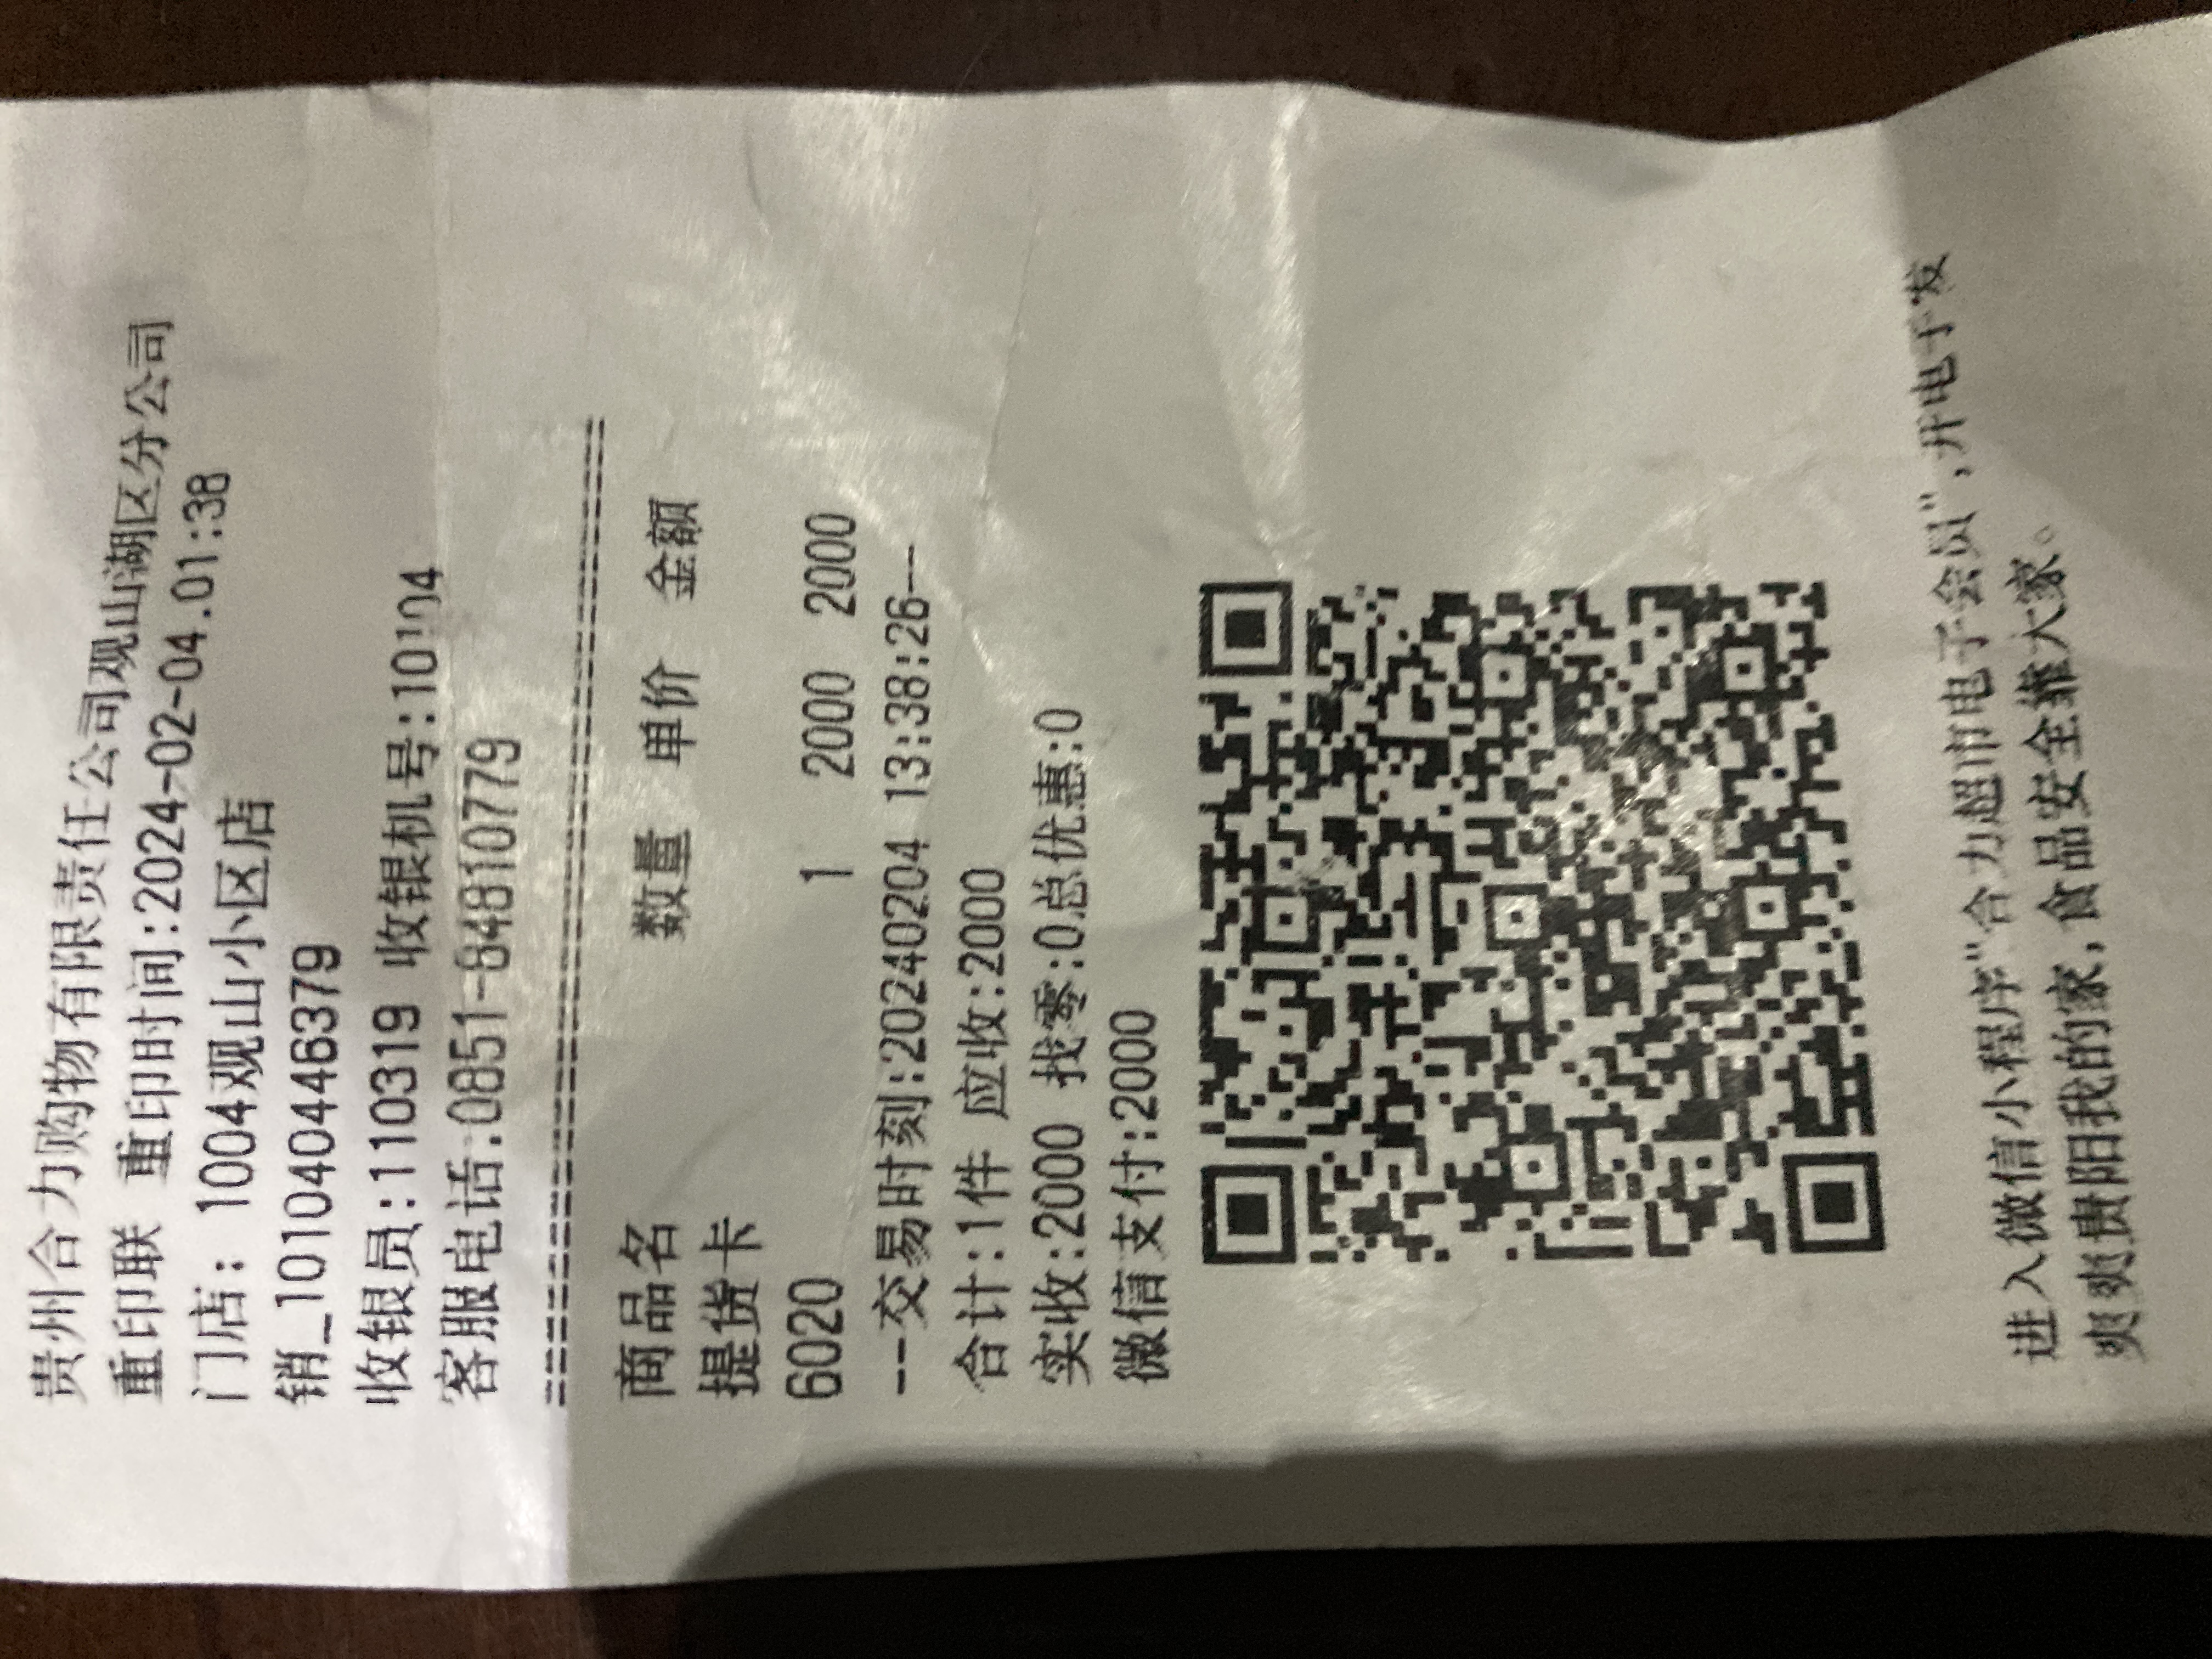 贵州合力购物有限责任公司观山湖区分公司
重印联 重印时间:2024-02-04.01:38
门店: 1004观山小区店
销_1010404446379
收银员:110319 收银机号:10104
客服电话:0851-84810779
商品名 数量 单价 金额
提货卡
6020 1 2000 2000
--交易时刻:20240204 13:38:26---
合计:1件 应收:2000
实收:2000 找零:0总优惠:0
微信支付:2000
进入微信小程序"合力超市电子会员",开电子发
爽爽贵阳我的家,食品安全靠大家。